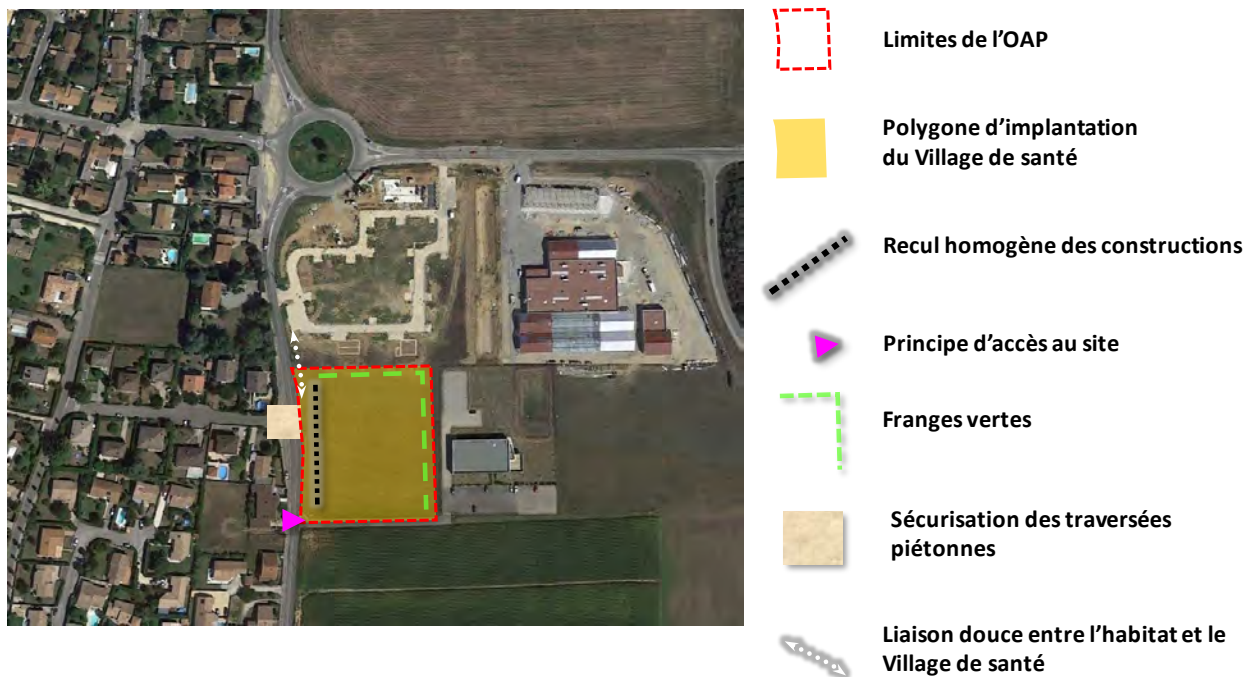 Limites de l’OAP
Polygone d’implantation
du Village de santé
Recul homogène des constructions
Principe d’accès au site
Franges vertes
Sécurisation des traversées
piétonnes
Liaison douce entre l’habitat et le
Village de santé